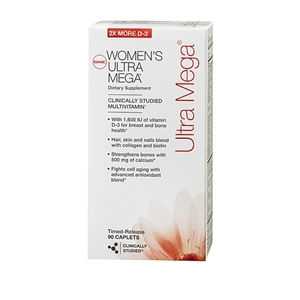 2X MORE D-3*
GNC
WOMEN'S
ULTRA
MEGA®
Dietary Supplement
CLINICALLY STUDIED
MULTIVITAMIN*
• With 1,600 IU of vitamin
D-3 for breast and bone
health*
• Hair, skin and nails blend
with collagen and biotin
• Strengthens bones with
500 mg of calcium*
• Fights cell aging with
advanced antioxidant
blend*
Timed-Release
90 CAPLETS
CLINICALLY
STUDIED
Ultra Mega®